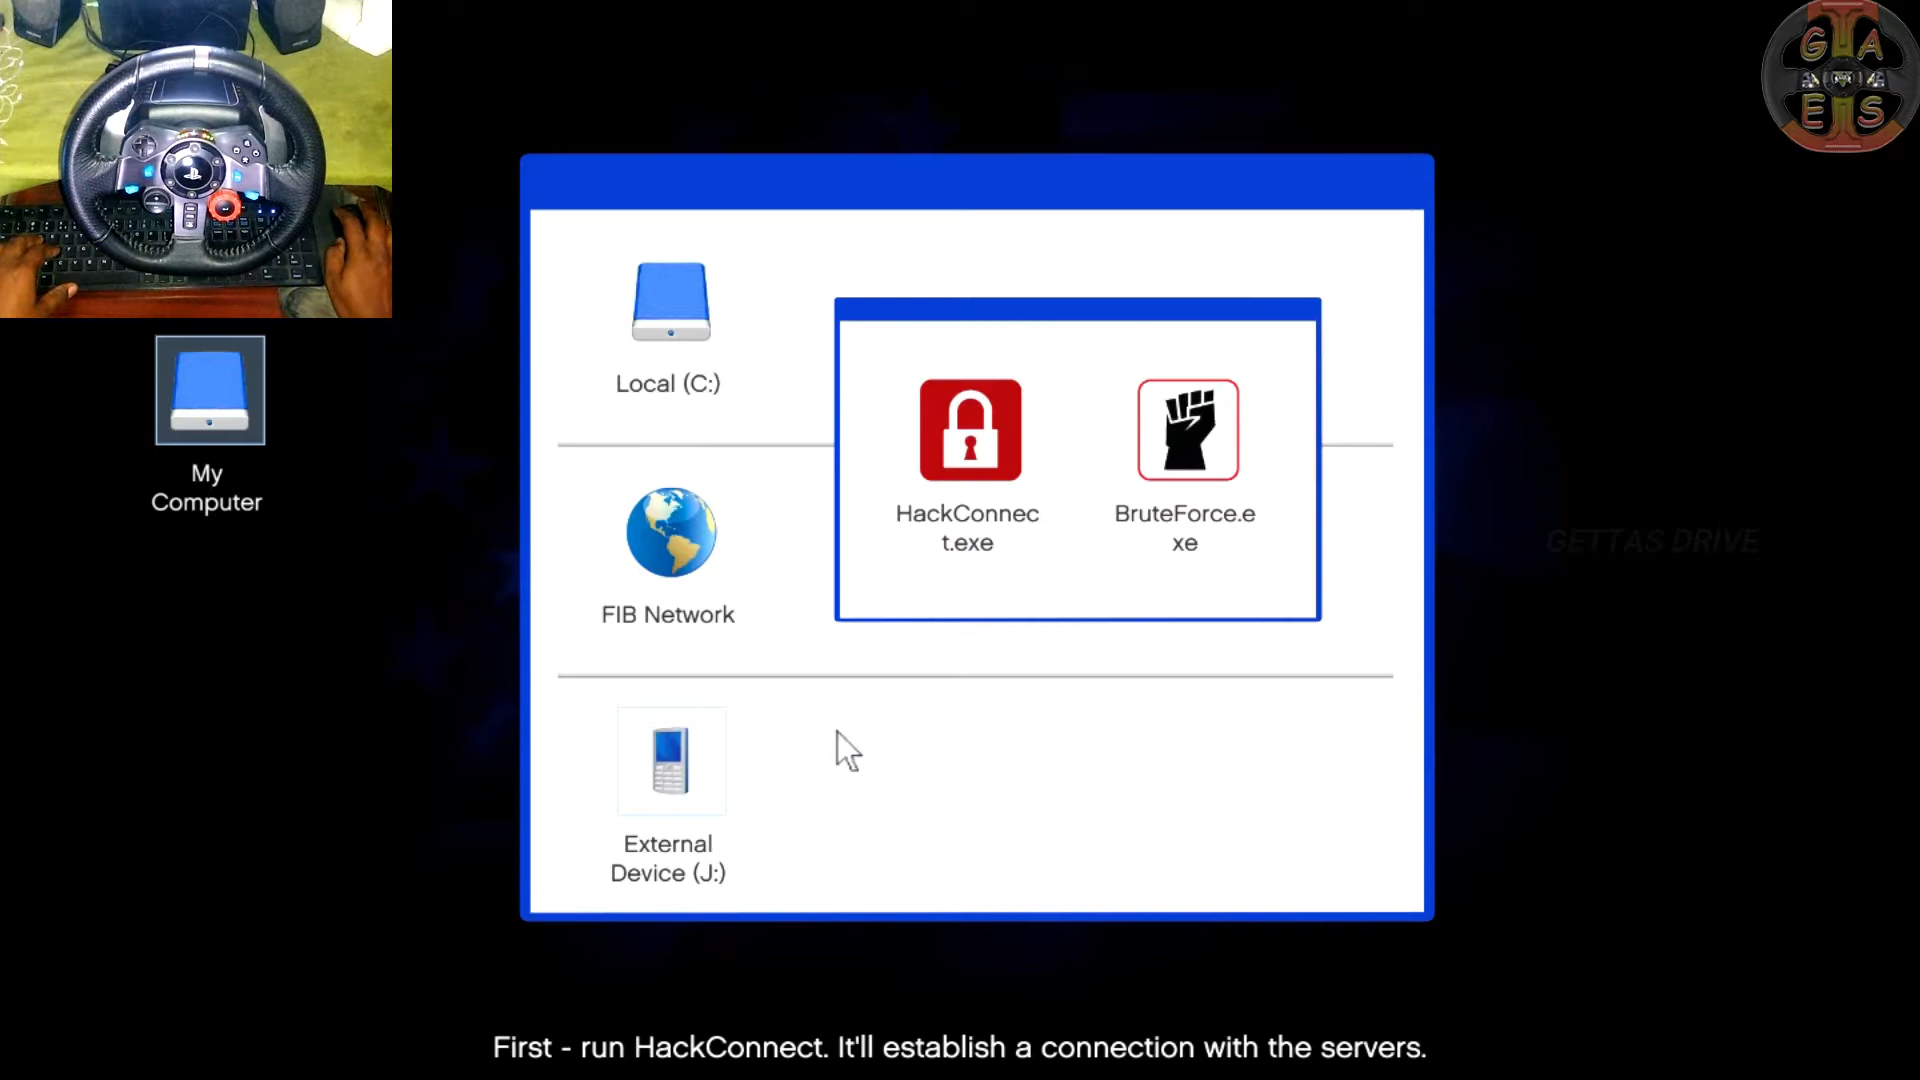 G A
E S
My
Computer
Local (C:)
FIB Network
External
Device (J:)
HackConnec
t.exe
BruteForce.e
xe
GETTAS DRIVE
First - run HackConnect. It'll establish a connection with the servers.